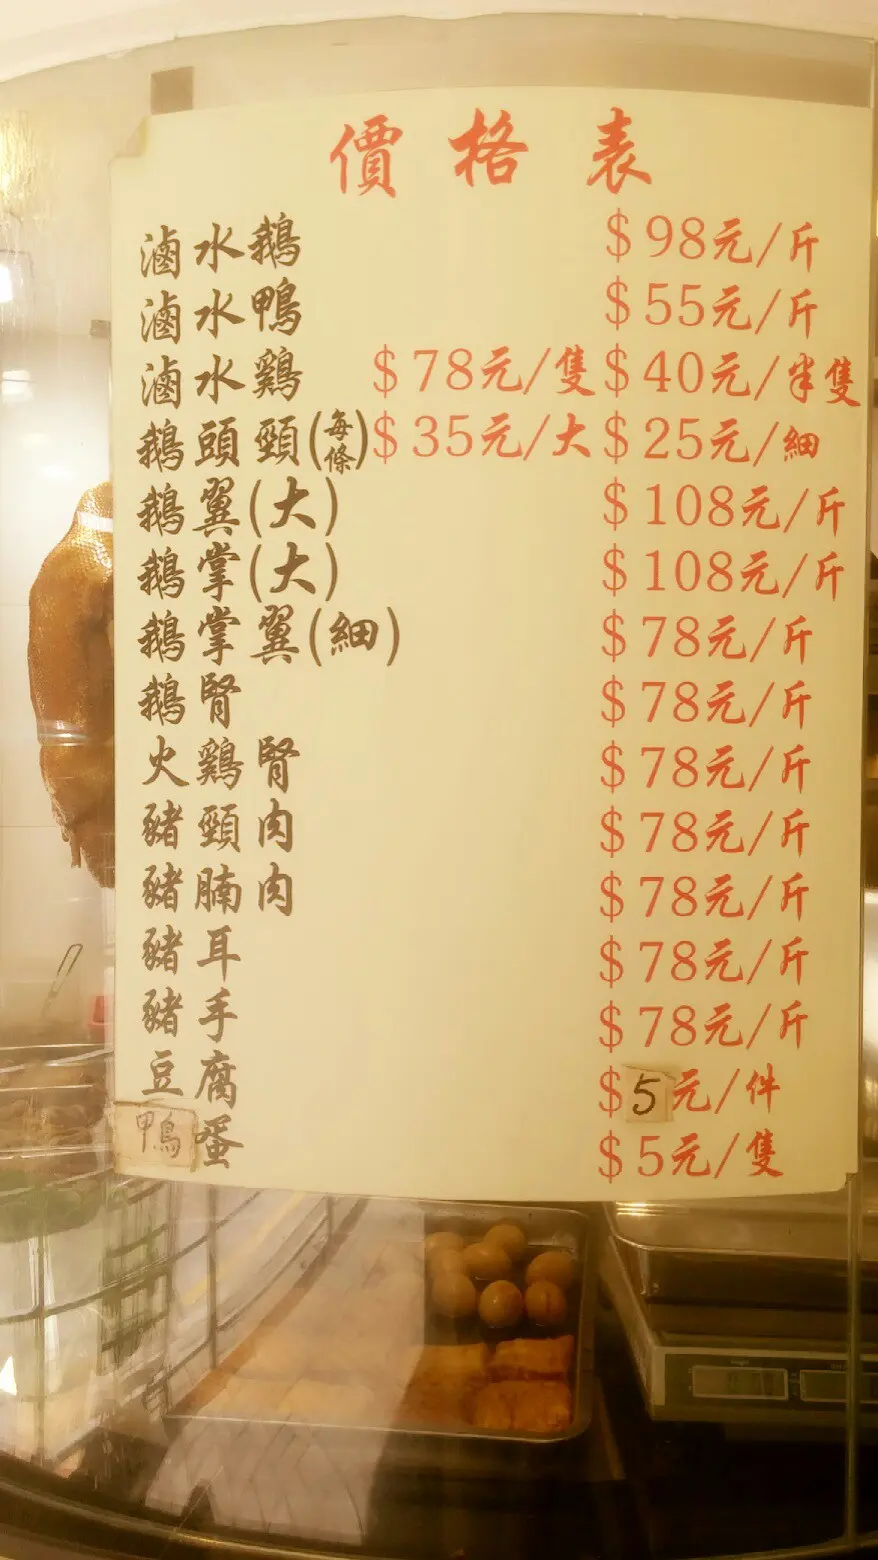 價格表
滷水鵝 $98元/斤
滷水鴨 $55元/斤
滷水鷄 $78元/隻 $40元/半隻
鵝頭頸(每條) $35元/大 $25元/細
鵝翼(大) $108元/斤
鵝掌(大) $108元/斤
鵝掌翼(細) $78元/斤
鵝腎 $78元/斤
火鷄腎 $78元/斤
豬頸肉 $78元/斤
豬腩肉 $78元/斤
豬耳 $78元/斤
豬手 $78元/斤
豆腐 $5元/件
鴨蛋 $5元/隻